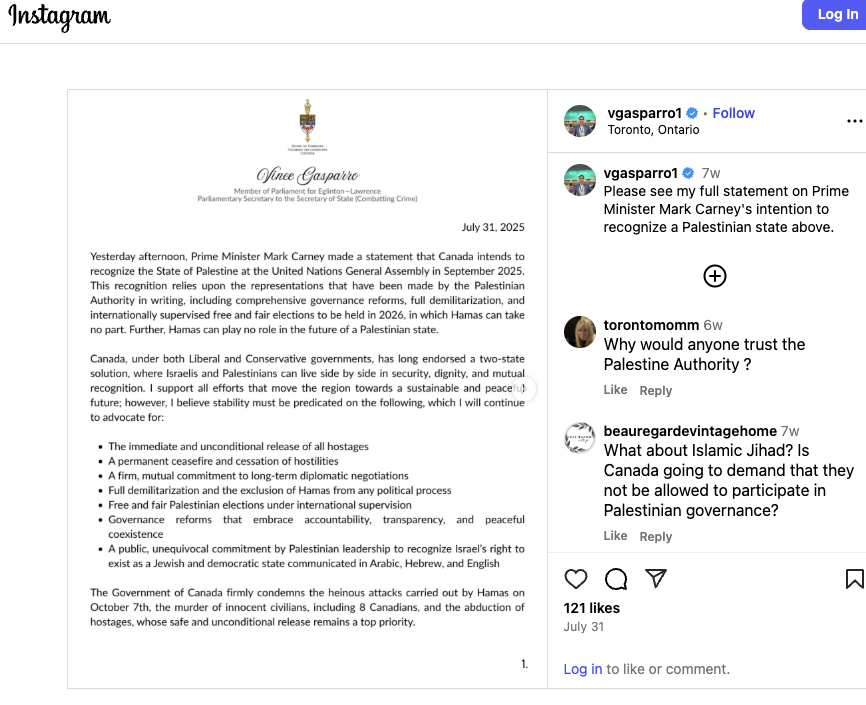 Instagram
Log In
HOUSE OF COMMONS
CHAMBRE DES COMMUNES
CANADA
Vince Gasparro
Member of Parliament for Eglinton—Lawrence
Parliamentary Secretary to the Secretary of State (Combatting Crime)
July 31, 2025
Yesterday afternoon, Prime Minister Mark Carney made a statement that Canada intends to
recognize the State of Palestine at the United Nations General Assembly in September 2025.
This recognition relies upon the representations that have been made by the Palestinian
Authority in writing, including comprehensive governance reforms, full demilitarization, and
internationally supervised free and fair elections to be held in 2026, in which Hamas can take
no part. Further, Hamas can play no role in the future of a Palestinian state.
Canada, under both Liberal and Conservative governments, has long endorsed a two-state
solution, where Israelis and Palestinians can live side by side in security, dignity, and mutual
recognition. I support all efforts that move the region towards a sustainable and peaceful
future; however, I believe stability must be predicated on the following, which I will continue
to advocate for:
• The immediate and unconditional release of all hostages
• A permanent ceasefire and cessation of hostilities
• A firm, mutual commitment to long-term diplomatic negotiations
• Full demilitarization and the exclusion of Hamas from any political process
• Free and fair Palestinian elections under international supervision
• Governance reforms that embrace accountability, transparency, and peaceful
coexistence
• A public, unequivocal commitment by Palestinian leadership to recognize Israel's right to
exist as a Jewish and democratic state communicated in Arabic, Hebrew, and English
The Government of Canada firmly condemns the heinous attacks carried out by Hamas on
October 7th, the murder of innocent civilians, including 8 Canadians, and the abduction of
hostages, whose safe and unconditional release remains a top priority.
1.
vgasparro1 • Follow
Toronto, Ontario
vgasparro1 7w
Please see my full statement on Prime
Minister Mark Carney's intention to
recognize a Palestinian state above.
torontomomm 6w
Why would anyone trust the
Palestine Authority ?
Like Reply
beauregardevintagehome 7w
What about Islamic Jihad? Is
Canada going to demand that they
not be allowed to participate in
Palestinian governance?
Like Reply
121 likes
July 31
Log in to like or comment.